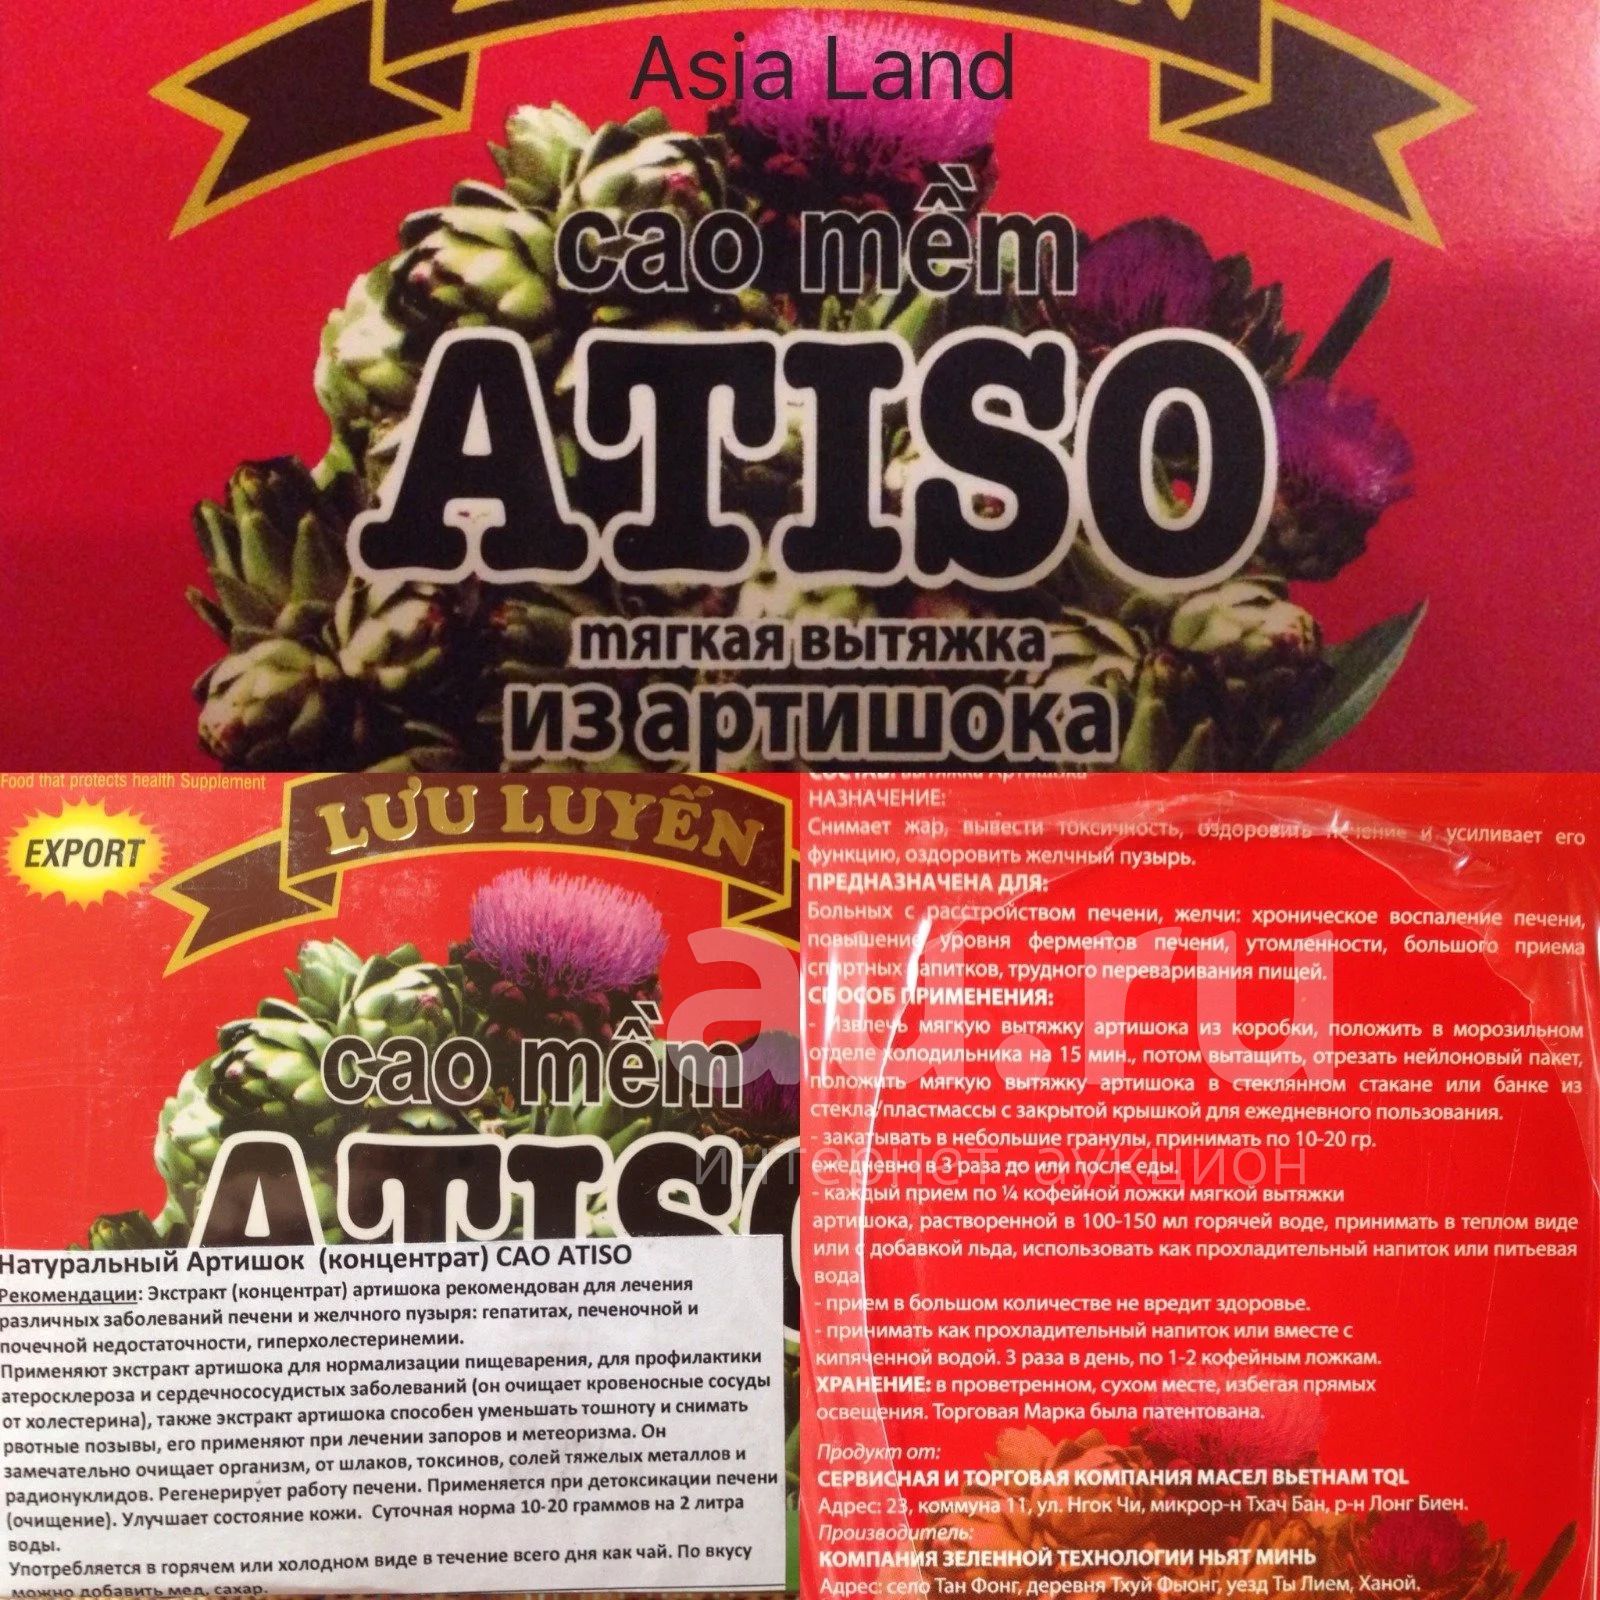 Asia Land
cao mềm
ATISO
mягкая вытяжка
из артишока
Food that protects health Supplement
EXPORT
LƯU LUYẾN
cao mềm
ATISO
Натуральный Артишок (концентрат) CAO ATISO
Рекомендации: Экстракт (концентрат) артишока рекомендован для лечения
различных заболеваний печени и желчного пузыря: гепатитах, печеночной и
почечной недостаточности, гиперхолестеринемии.
Применяют экстракт артишока для нормализации пищеварения, для профилактики
атеросклероза и сердечнососудистых заболеваний (он очищает кровеносные сосуды
от холестерина), также экстракт артишока способен уменьшать тошноту и снимать
рвотные позывы, его применяют при лечении запоров и метеоризма. Он
замечательно очищает организм, от шлаков, токсинов, солей тяжелых металлов и
радионуклидов. Регенерирует работу печени. Применяется при детоксикации печени
(очищение). Улучшает состояние кожи. Суточная норма 10-20 граммов на 2 литра
воды.
Употребляется в горячем или холодном виде в течение всего дня как чай. По вкусу
можно добавить мед, сахар.
СОСТАВ: вытяжка Артишока
НАЗНАЧЕНИЕ:
Снимает жар, вывести токсичность, оздоровить печение и усиливает его
функцию, оздоровить желчный пузырь.
ПРЕДНАЗНАЧЕНА ДЛЯ:
Больных с расстройством печени, желчи: хроническое воспаление печени,
повышение уровня ферментов печени, утомленности, большого приема
спиртных напитков, трудного переваривания пищей.
СПОСОБ ПРИМЕНЕНИЯ:
- Извлечь мягкую вытяжку артишока из коробки, положить в морозильном
отделе холодильника на 15 мин., потом вытащить, отрезать нейлоновый пакет,
положить мягкую вытяжку артишока в стеклянном стакане или банке из
стекла/пластмассы с закрытой крышкой для ежедневного пользования.
- закатывать в небольшие гранулы, принимать по 10-20 гр.
ежедневно в 3 раза до или после еды.
- каждый прием по ¼ кофейной ложки мягкой вытяжки
артишока, растворенной в 100-150 мл горячей воде, принимать в теплом виде
или с добавкой льда, использовать как прохладительный напиток или питьевая
вода.
- прием в большом количестве не вредит здоровье.
- принимать как прохладительный напиток или вместе с
кипяченной водой. 3 раза в день, по 1-2 кофейным ложкам.
ХРАНЕНИЕ: в проветренном, сухом месте, избегая прямых
освещения. Торговая Марка была патентована.
Продукт от:
СЕРВИСНАЯ И ТОРГОВАЯ КОМПАНИЯ МАСЕЛ ВЬЕТНАМ TQL
Адрес: 23, коммуна 11, ул. Нгок Чи, микрор-н Тхач Бан, р-н Лонг Биен.
Производитель:
КОМПАНИЯ ЗЕЛЕННОЙ ТЕХНОЛОГИИ НЬЯТ МИНЬ
Адрес: село Тан Фонг, деревня Тхуй Фыонг, уезд Ты Лием, Ханой.
au.ru
интернет аукцион